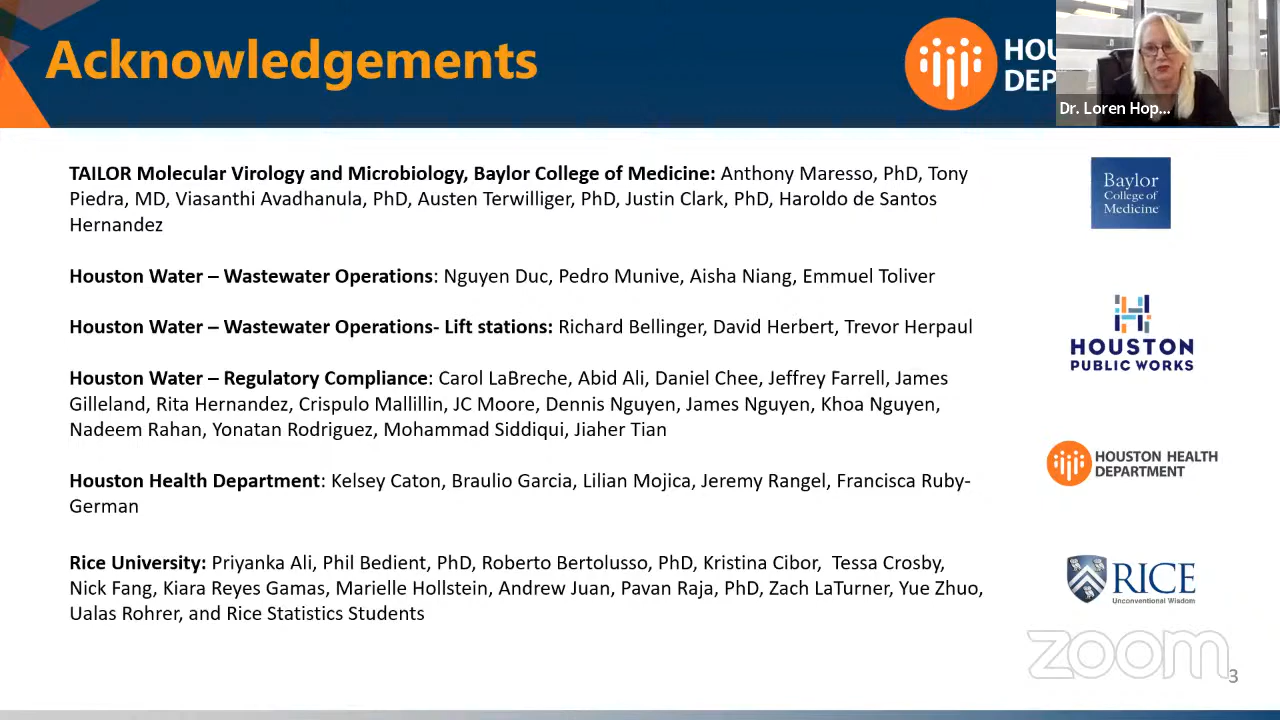 Acknowledgements
HOU
DEP
Dr. Loren Hop...
TAILOR Molecular Virology and Microbiology, Baylor College of Medicine: Anthony Maresso, PhD, Tony
Piedra, MD, Viasanthi Avadhanula, PhD, Austen Terwilliger, PhD, Justin Clark, PhD, Haroldo de Santos
Hernandez
Baylor
College of
Medicine
Houston Water – Wastewater Operations: Nguyen Duc, Pedro Munive, Aisha Niang, Emmuel Toliver
Houston Water – Wastewater Operations- Lift stations: Richard Bellinger, David Herbert, Trevor Herpaul
HOUSTON
PUBLIC WORKS
Houston Water – Regulatory Compliance: Carol LaBreche, Abid Ali, Daniel Chee, Jeffrey Farrell, James
Gilleland, Rita Hernandez, Crispulo Mallillin, JC Moore, Dennis Nguyen, James Nguyen, Khoa Nguyen,
Nadeem Rahan, Yonatan Rodriguez, Mohammad Siddiqui, Jiaher Tian
HOUSTON HEALTH
DEPARTMENT
Houston Health Department: Kelsey Caton, Braulio Garcia, Lilian Mojica, Jeremy Rangel, Francisca Ruby-
German
Rice University: Priyanka Ali, Phil Bedient, PhD, Roberto Bertolusso, PhD, Kristina Cibor,  Tessa Crosby,
Nick Fang, Kiara Reyes Gamas, Marielle Hollstein, Andrew Juan, Pavan Raja, PhD, Zach LaTurner, Yue Zhuo,
Ualas Rohrer, and Rice Statistics Students
RICE
Unconventional Wisdom
zoom
3